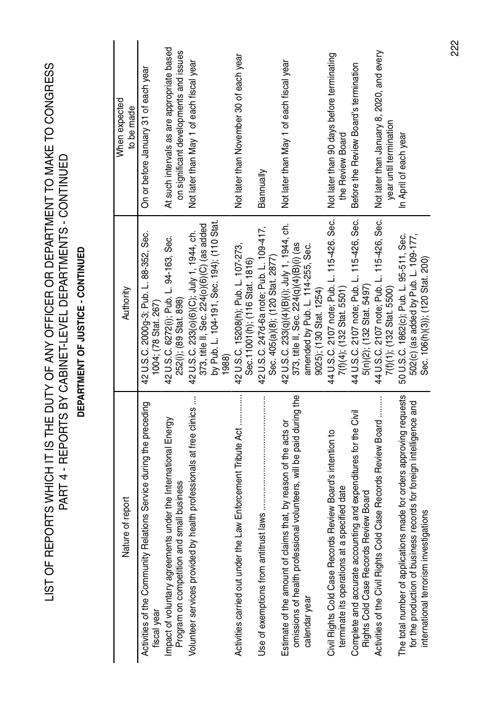 LIST OF REPORTS WHICH IT IS THE DUTY OF ANY OFFICER OR DEPARTMENT TO MAKE TO CONGRESS
PART 4 - REPORTS BY CABINET-LEVEL DEPARTMENTS - CONTINUED
DEPARTMENT OF JUSTICE - CONTINUED
Nature of report
Authority
When expected
to be made
Activities of the Community Relations Service during the preceding
fiscal year
42 U.S.C. 2000g-3; Pub. L. 88-352, Sec.
1004; (78 Stat. 267)
On or before January 31 of each year
Impact of voluntary agreements under the International Energy
Program on competition and small business
42 U.S.C. 6272(i); Pub. L. 94-163, Sec.
252(i); (89 Stat. 898)
At such intervals as are appropriate based
on significant developments and issues
Volunteer services provided by health professionals at free clinics ....
42 U.S.C. 233(o)(6)(C); July 1, 1944, ch.
373, title II, Sec. 224(o)(6)(C) (as added
by Pub. L. 104-191, Sec. 194); (110 Stat.
1988)
Not later than May 1 of each fiscal year
Activities carried out under the Law Enforcement Tribute Act ............
42 U.S.C. 15208(h); Pub. L. 107-273,
Sec.11001(h); (116 Stat. 1816)
Not later than November 30 of each year
Use of exemptions from antitrust laws ................................................
42 U.S.C. 247d-6a note; Pub. L. 109-417,
Sec. 405(a)(8); (120 Stat. 2877)
Biannually
Estimate of the amount of claims that, by reason of the acts or
omissions of health professional volunteers, will be paid during the
calendar year
42 U.S.C. 233(q)(4)(B)(i); July 1, 1944, ch.
373, title II, Sec. 224(q)(4)(B)(i) (as
amended by Pub. L. 114-255, Sec.
9025); (130 Stat. 1254)
Not later than May 1 of each fiscal year
Civil Rights Cold Case Records Review Board's intention to
terminate its operations at a specified date
44 U.S.C. 2107 note; Pub. L. 115-426, Sec.
7(f)(4); (132 Stat. 5501)
Not later than 90 days before terminating
the Review Board
Complete and accurate accounting and expenditures for the Civil
Rights Cold Case Records Review Board
44 U.S.C. 2107 note; Pub. L. 115-426, Sec.
5(n)(2); (132 Stat. 5497)
Before the Review Board's termination
Activities of the Civil Rights Cold Case Records Review Board .........
44 U.S.C. 2107 note; Pub. L. 115-426, Sec.
7(f)(1); (132 Stat. 5500)
Not later than January 8, 2020, and every
year until termination
The total number of applications made for orders approving requests
for the production of business records for foreign intelligence and
international terrorism investigations
50 U.S.C. 1862(c); Pub. L. 95-511, Sec.
502(c) (as added by Pub. L. 109-177,
Sec. 106(h)(3)); (120 Stat. 200)
In April of each year
222